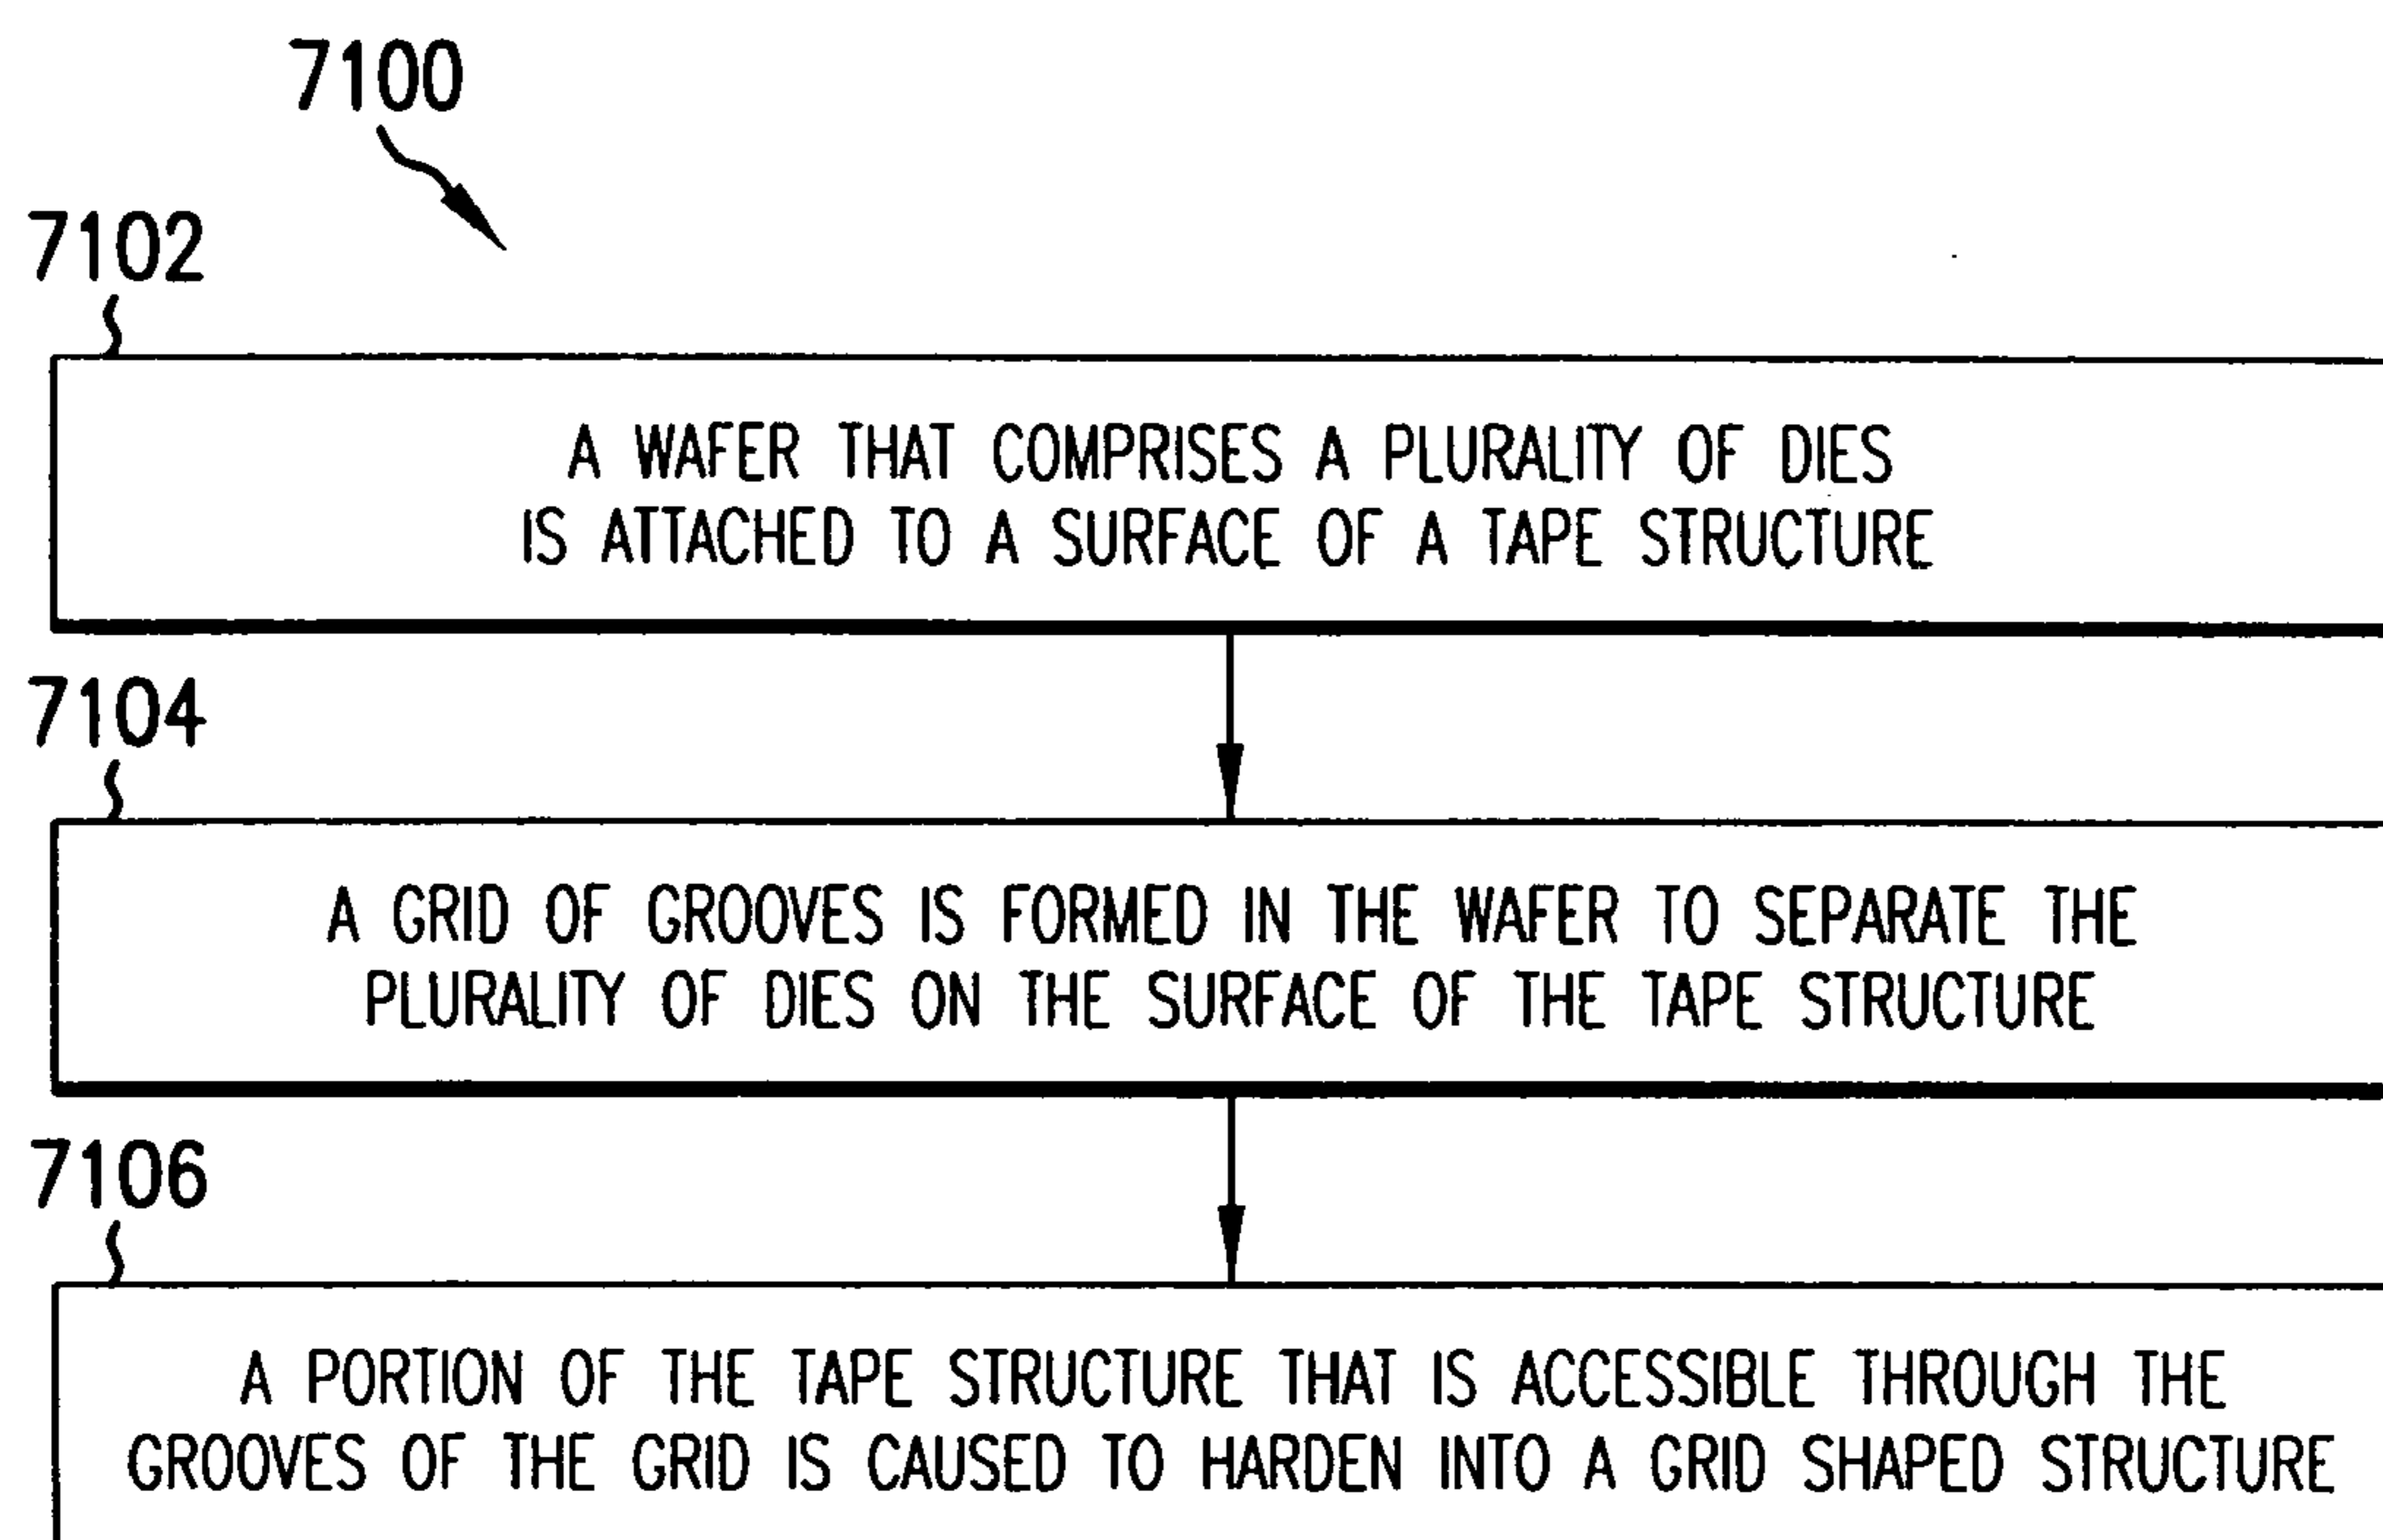 7100
7102
A WAFER THAT COMPRISES A PLURALITY OF DIES
IS ATTACHED TO A SURFACE OF A TAPE STRUCTURE
7104
A GRID OF GROOVES IS FORMED IN THE WAFER TO SEPARATE THE
PLURALITY OF DIES ON THE SURFACE OF THE TAPE STRUCTURE
7106
A PORTION OF THE TAPE STRUCTURE THAT IS ACCESSIBLE THROUGH THE
GROOVES OF THE GRID IS CAUSED TO HARDEN INTO A GRID SHAPED STRUCTURE